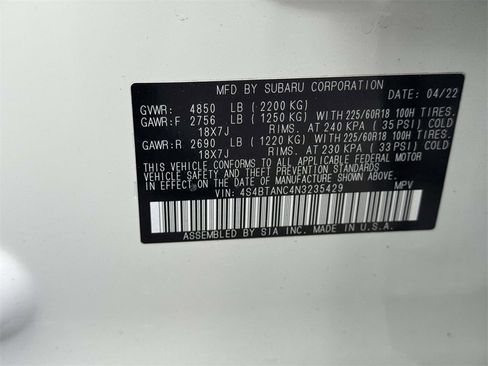 MFD BY SUBARU CORPORATION DATE: 04/22
GVWR: 4850 LB (2200 KG)
GAWR:F 2756 LB (1250 KG) WITH 225/60R18 100H TIRES.
18X7J RIMS. AT 240 KPA (35 PSI) COLD
GAWR:R 2690 LB (1220 KG) WITH 225/60R18 100H TIRES.
18X7J RIMS. AT 230 KPA (33 PSI) COLD
THIS VEHICLE CONFORMS TO ALL APPLICABLE FEDERAL MOTOR
VEHICLE SAFETY AND THEFT PREVENTION STANDARDS
IN EFFECT ON THE DATE OF MANUFACTURE SHOWN ABOVE.
VIN: 4S4BTANC4N3235429 MPV
ASSEMBLED BY SIA INC. MADE IN U.S.A.